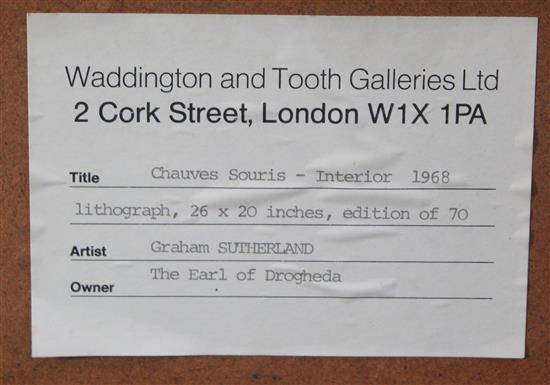 Waddington and Tooth Galleries Ltd
2 Cork Street, London W1X 1PA
Title Chauves Souris - Interior 1968
lithograph, 26 x 20 inches, edition of 70
Artist Graham SUTHERLAND
Owner The Earl of Drogheda